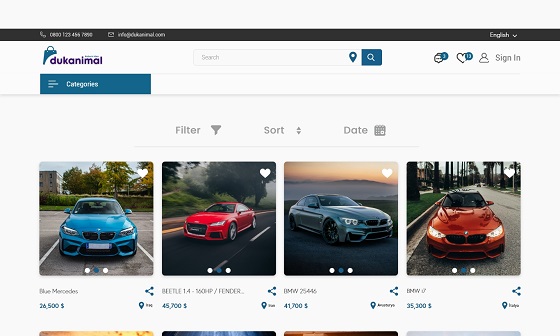 0800 123 456 7890
info@dukanimal.com
English
dukanimal
Search
Sign In
Categories
Filter
Sort
Date
Blue Mercedes
26,500 $
BEETLE 1.4 - 160HP / FENDER...
45,700 $
BMW 25446
41,700 $
BMW i7
35,300 $
İtalya